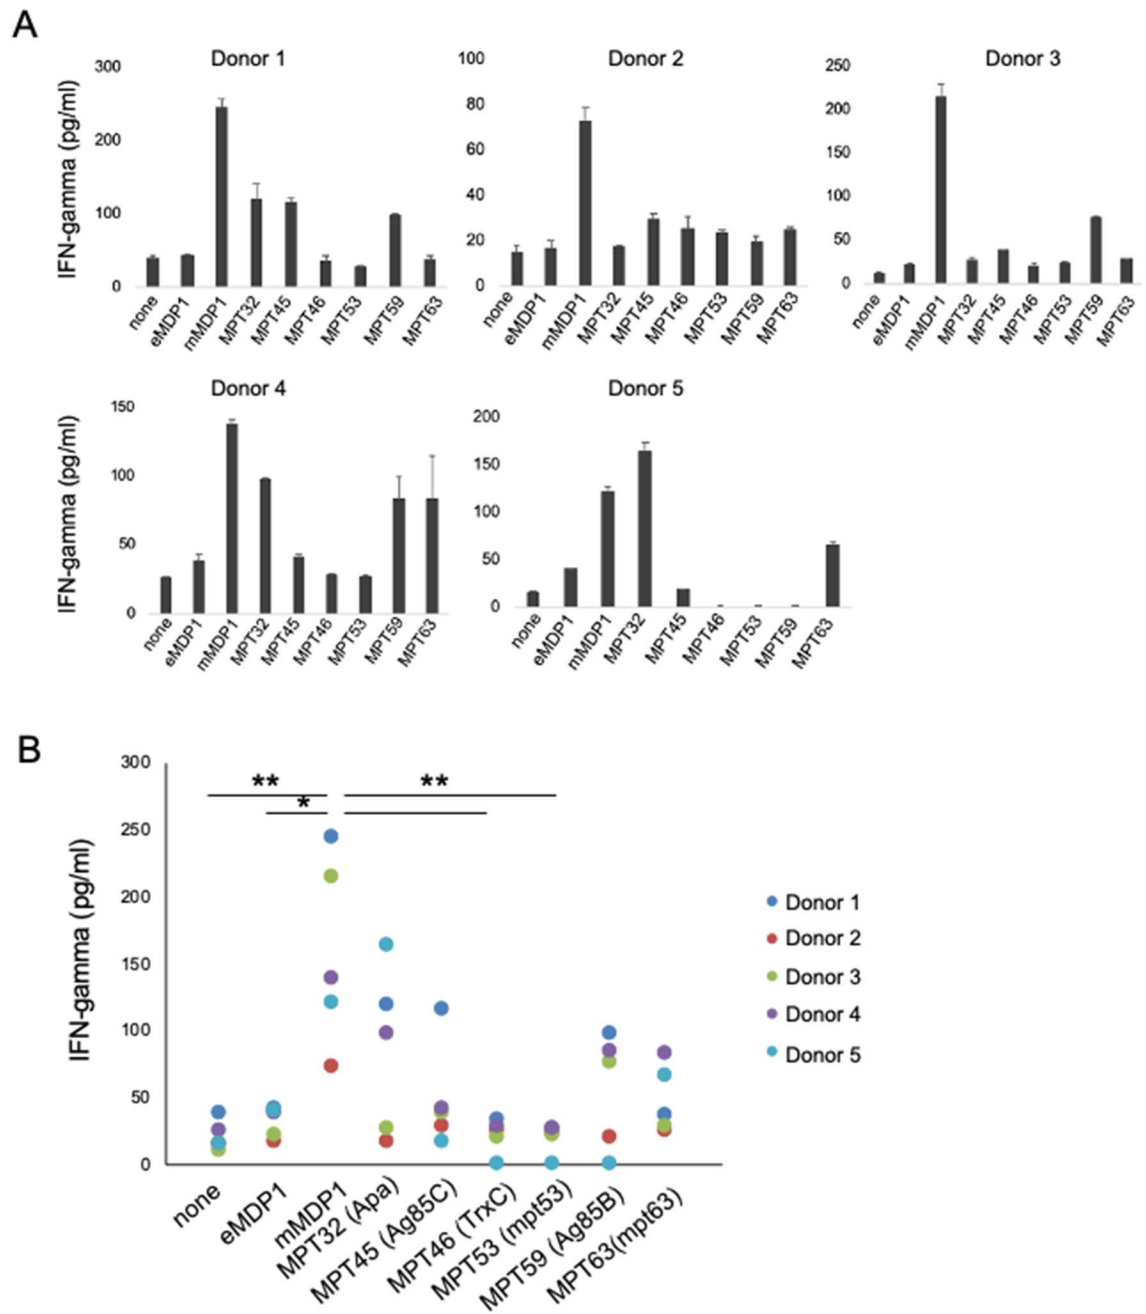 A
Donor 1
IFN-gamma (pg/ml)
300
200
100
0
none
eMDP1
mMDP1
MPT32
MPT45
MPT46
MPT53
MPT59
MPT63
Donor 2
100
80
60
40
20
0
none
eMDP1
mMDP1
MPT32
MPT45
MPT46
MPT53
MPT59
MPT63
Donor 3
250
200
150
100
50
0
none
eMDP1
mMDP1
MPT32
MPT45
MPT46
MPT53
MPT59
MPT63
Donor 4
IFN-gamma (pg/ml)
150
100
50
0
none
eMDP1
mMDP1
MPT32
MPT45
MPT46
MPT53
MPT59
MPT63
Donor 5
200
150
100
50
0
none
eMDP1
mMDP1
MPT32
MPT45
MPT46
MPT53
MPT59
MPT63
B
IFN-gamma (pg/ml)
300
250
200
150
100
50
0
**
*
**
none
eMDP1
mMDP1
MPT32 (Apa)
MPT45 (Ag85C)
MPT46 (TrxC)
MPT53 (mpt53)
MPT59 (Ag85B)
MPT63(mpt63)
Donor 1
Donor 2
Donor 3
Donor 4
Donor 5